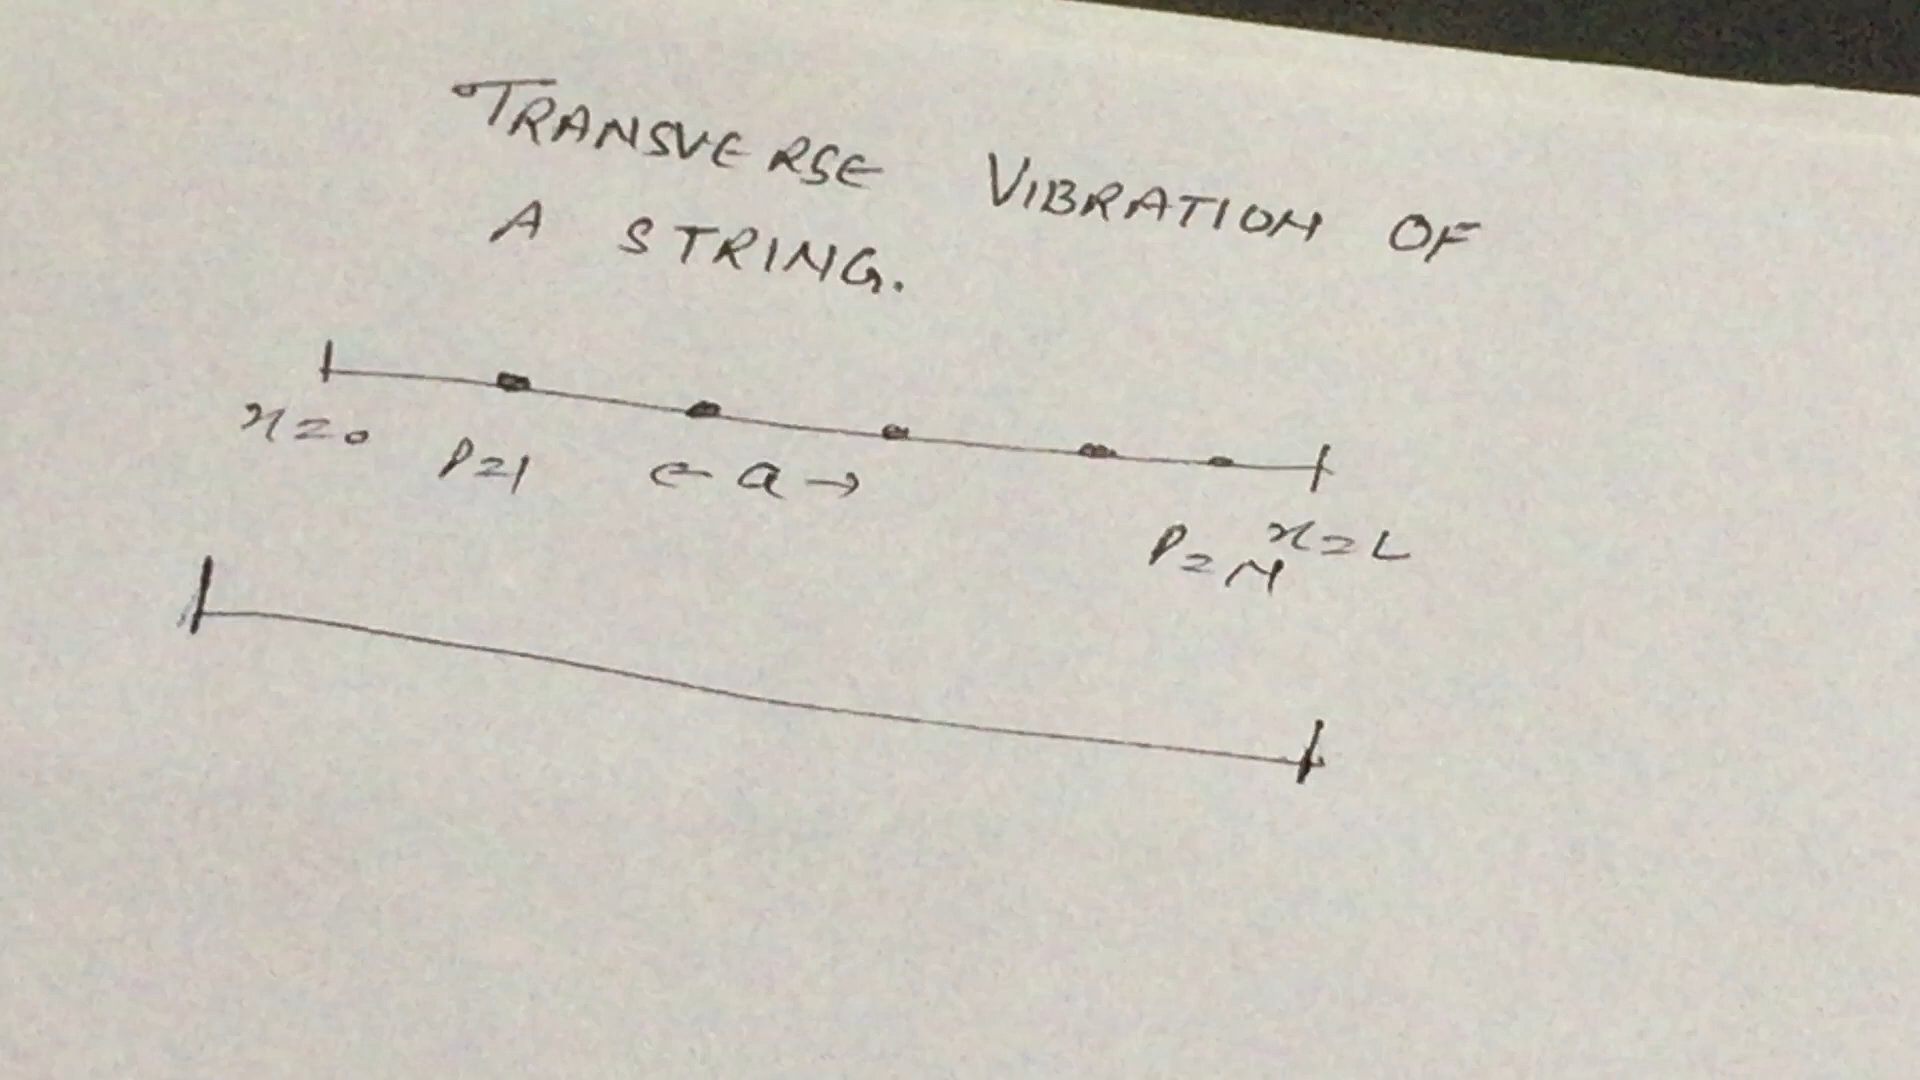 TRANSVERSE VIBRATION OF
A STRING.
x=0 P=1 ← a → P=N x=L